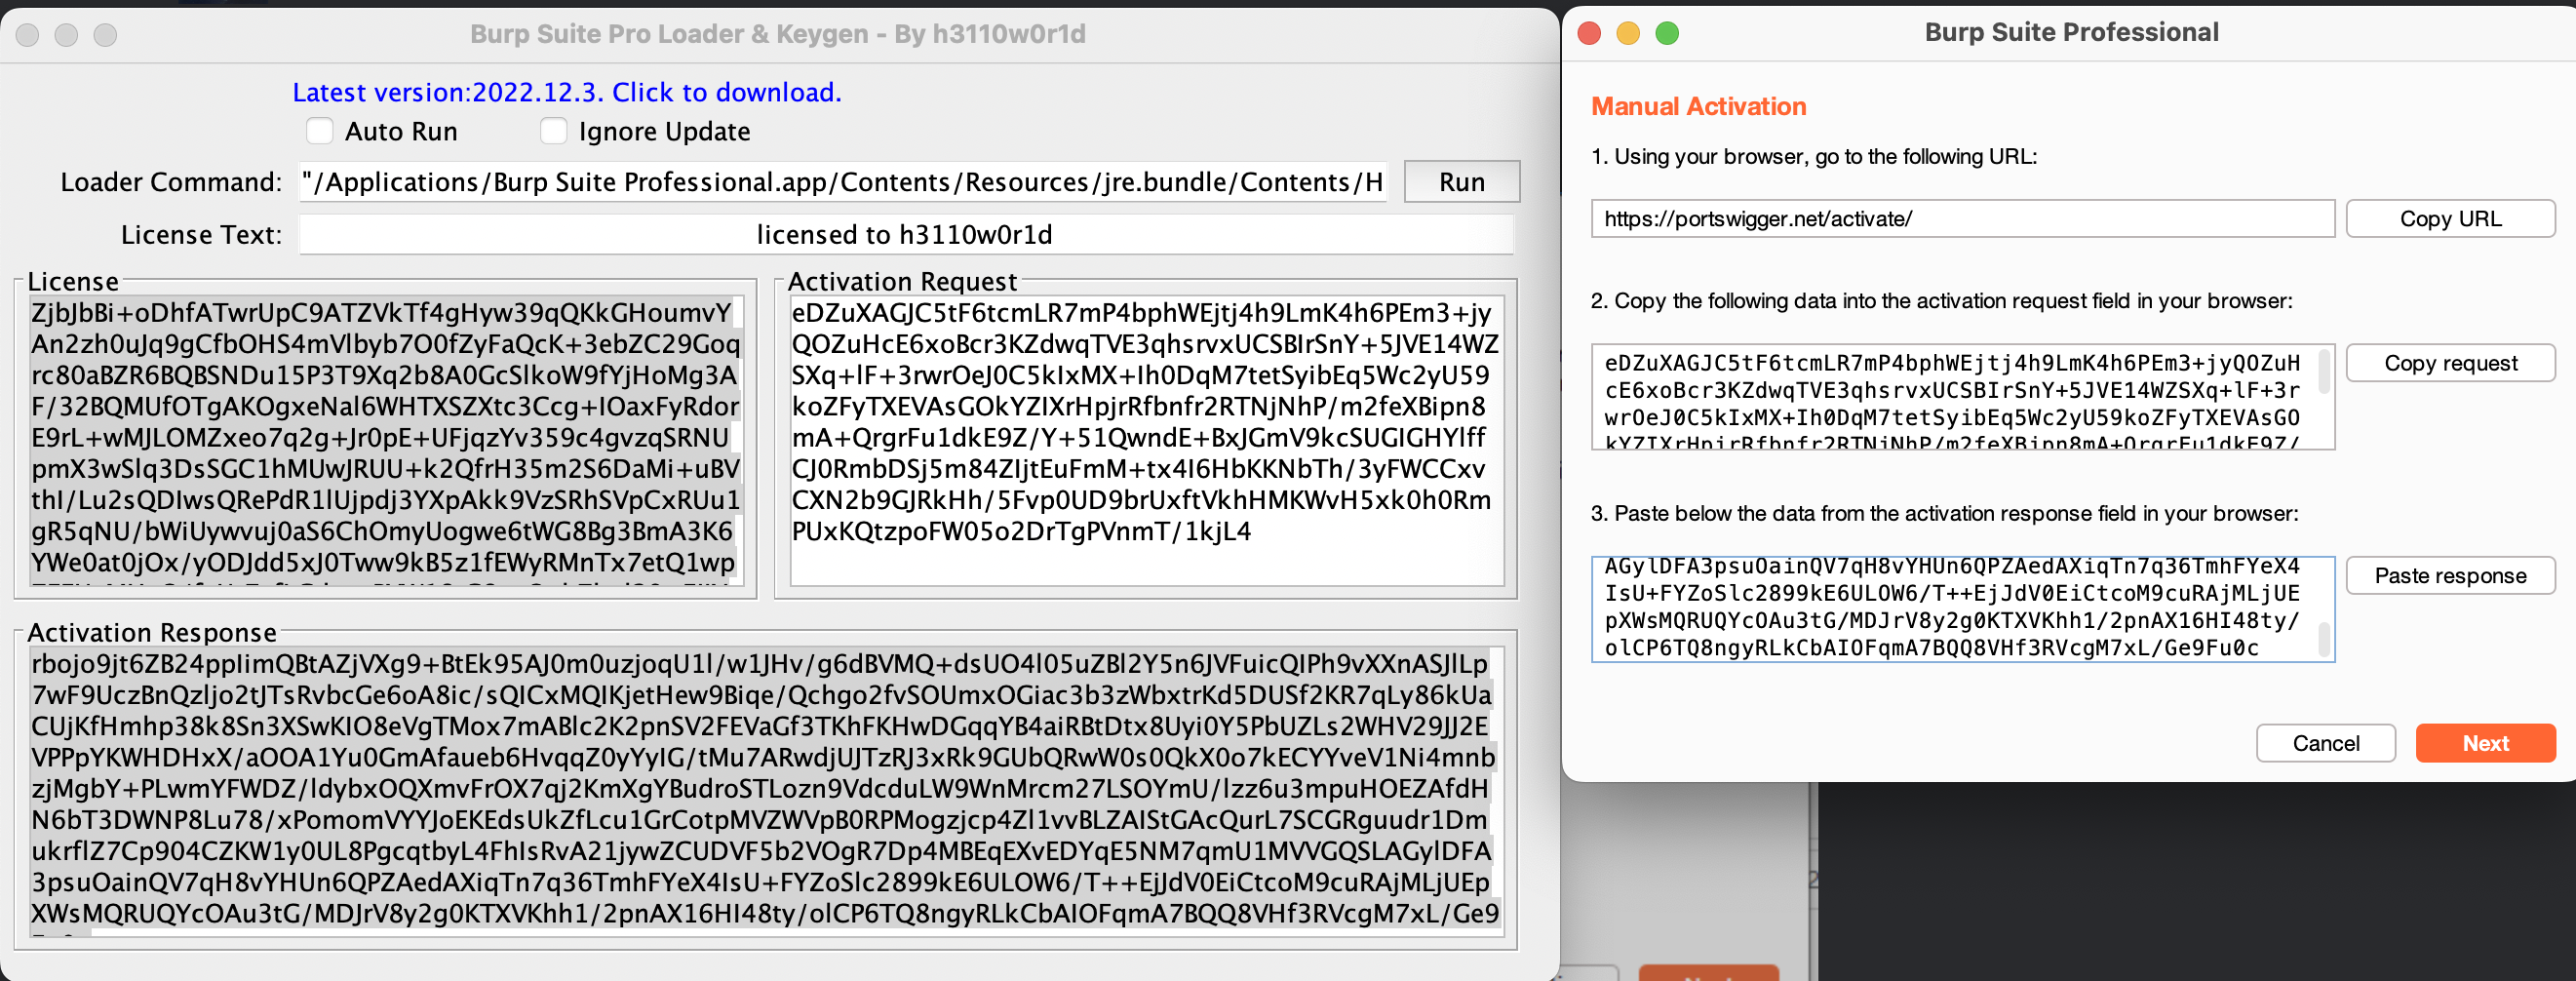 Burp Suite Pro Loader & Keygen - By h3110w0r1d
Latest version:2022.12.3. Click to download.
Auto Run
Ignore Update
Loader Command:
"/Applications/Burp Suite Professional.app/Contents/Resources/jre.bundle/Contents/H
Run
License Text:
licensed to h3110w0r1d
License
ZjbJbBi+oDhfATwrUpC9ATZVkTf4gHyw39qQKkGHoumvY
An2zh0uJq9gCfbOHS4mVlbyb7O0fZyFaQcK+3ebZC29Goq
rc80aBZR6BQBSNDu15P3T9Xq2b8A0GcSlkoW9fYjHoMg3A
F/32BQMUfOTgAKOgxeNal6WHTXSZXtc3Ccg+IOaxFyRdor
E9rL+wMJLOMZxeo7q2g+Jr0pE+UFjqzYv359c4gvzqSRNU
pmX3wSlq3DsSGC1hMUwJRUU+k2QfrH35m2S6DaMi+uBV
thI/Lu2sQDIwsQRePdR1lUJpdj3YXpAkk9VzSRhSVpCxRUu1
gR5qNU/bWiUywvuj0aS6ChOmyUogwe6tWG8Bg3BmA3K6
YWe0at0jOx/yODJdd5xJ0Tww9kB5z1fEWyRMnTx7etQ1wp
Activation Request
eDZuXAGJC5tF6tcmLR7mP4bphWEjtj4h9LmK4h6PEm3+jy
QOZuHcE6xoBcr3KZdwqTVE3qhsrvxUCSBIrSnY+5JVE14WZ
SXq+lF+3rwrOeJ0C5kIxMX+Ih0DqM7tetSyibEq5Wc2yU59
koZFyTXEVAsGOkYZIXrHpjrRfbnfr2RTNjNhP/m2feXBipn8
mA+QrgrFu1dkE9Z/Y+51QwndE+BxJGmV9kcSUGIGHYlff
CJ0RmbDSj5m84ZIjtEuFmM+tx4I6HbKKNbTh/3yFWCCxv
CXN2b9GJRkHh/5Fvp0UD9brUxftVkhHMKWvH5xk0h0Rm
PUxKQtzpoFW05o2DrTgPVnmT/1kjL4
Activation Response
rbojo9jt6ZB24ppIimQBtAZjVXg9+BtEk95AJ0m0uzjoqU1l/w1JHv/g6dBVMQ+dsUO4l05uZBl2Y5n6JVFuicQIPh9vXXnASJlLp
7wF9UczBnQzljo2tJTsRvbcGe6oA8ic/sQICxMQIKjetHew9Biqe/Qchgo2fvSOUmxOGiac3b3zWbxtrKd5DUSf2KR7qLy86kUa
CUjKfHmhp38k8Sn3XSwKIO8eVgTMox7mABlc2K2pnSV2FEVaGf3TKhFKHwDGqqYB4aiRBtDtx8Uyi0Y5PbUZLs2WHV29JJ2E
VPPpYKWHDHxX/aOOA1Yu0GmAfaueb6HvqqZ0yYyIG/tMu7ARwdjUJTzRJ3xRk9GUbQRwW0s0QkX0o7kECYYveV1Ni4mnb
zjMgbY+PLwmYFWDZ/ldybxOQXmvFrOX7qj2KmXgYBudroSTLozn9VdcduLW9WnMrcm27LSOYmU/lzz6u3mpuHOEZAfdH
N6bT3DWNP8Lu78/xPomomVYYJoEKEdsUkZfLcu1GrCotpMVZWVpB0RPMogzjcp4Zl1vvBLZAIStGAcQurL7SCGRguudr1Dm
ukrflZ7Cp904CZKW1y0UL8PgcqtbyL4FhIsRvA21jywZCUDVF5b2VOgR7Dp4MBEqEXvEDYqE5NM7qmU1MVVGQSLAGylDFA
3psuOainQV7qH8vYHUn6QPZAedAXiqTn7q36TmhFYeX4IsU+FYZoSlc2899kE6ULOW6/T++EjJdV0EiCtcoM9cuRAjMLjUEp
XWsMQRUQYcOAu3tG/MDJrV8y2g0KTXVKhh1/2pnAX16HI48ty/olCP6TQ8ngyRLkCbAIOFqmA7BQQ8VHf3RVcgM7xL/Ge9
Burp Suite Professional
Manual Activation
1. Using your browser, go to the following URL:
https://portswigger.net/activate/
Copy URL
2. Copy the following data into the activation request field in your browser:
eDZuXAGJC5tF6tcmLR7mP4bphWEjtj4h9LmK4h6PEm3+jyQOZuH
cE6xoBcr3KZdwqTVE3qhsrvxUCSBIrSnY+5JVE14WZSXq+lF+3r
wrOeJ0C5kIxMX+Ih0DqM7tetSyibEq5Wc2yU59koZFyTXEVAsGO
kYZIXrHpjrRfbnfr2RTNjNhP/m2feXBipn8mA+QrgrFu1dkE9Z/
Copy request
3. Paste below the data from the activation response field in your browser:
AGylDFA3psuOainQV7qH8vYHUn6QPZAedAXiqTn7q36TmhFYeX4
IsU+FYZoSlc2899kE6ULOW6/T++EjJdV0EiCtcoM9cuRAjMLjUE
pXWsMQRUQYcOAu3tG/MDJrV8y2g0KTXVKhh1/2pnAX16HI48ty/
olCP6TQ8ngyRLkCbAIOFqmA7BQQ8VHf3RVcgM7xL/Ge9Fu0c
Paste response
Cancel
Next